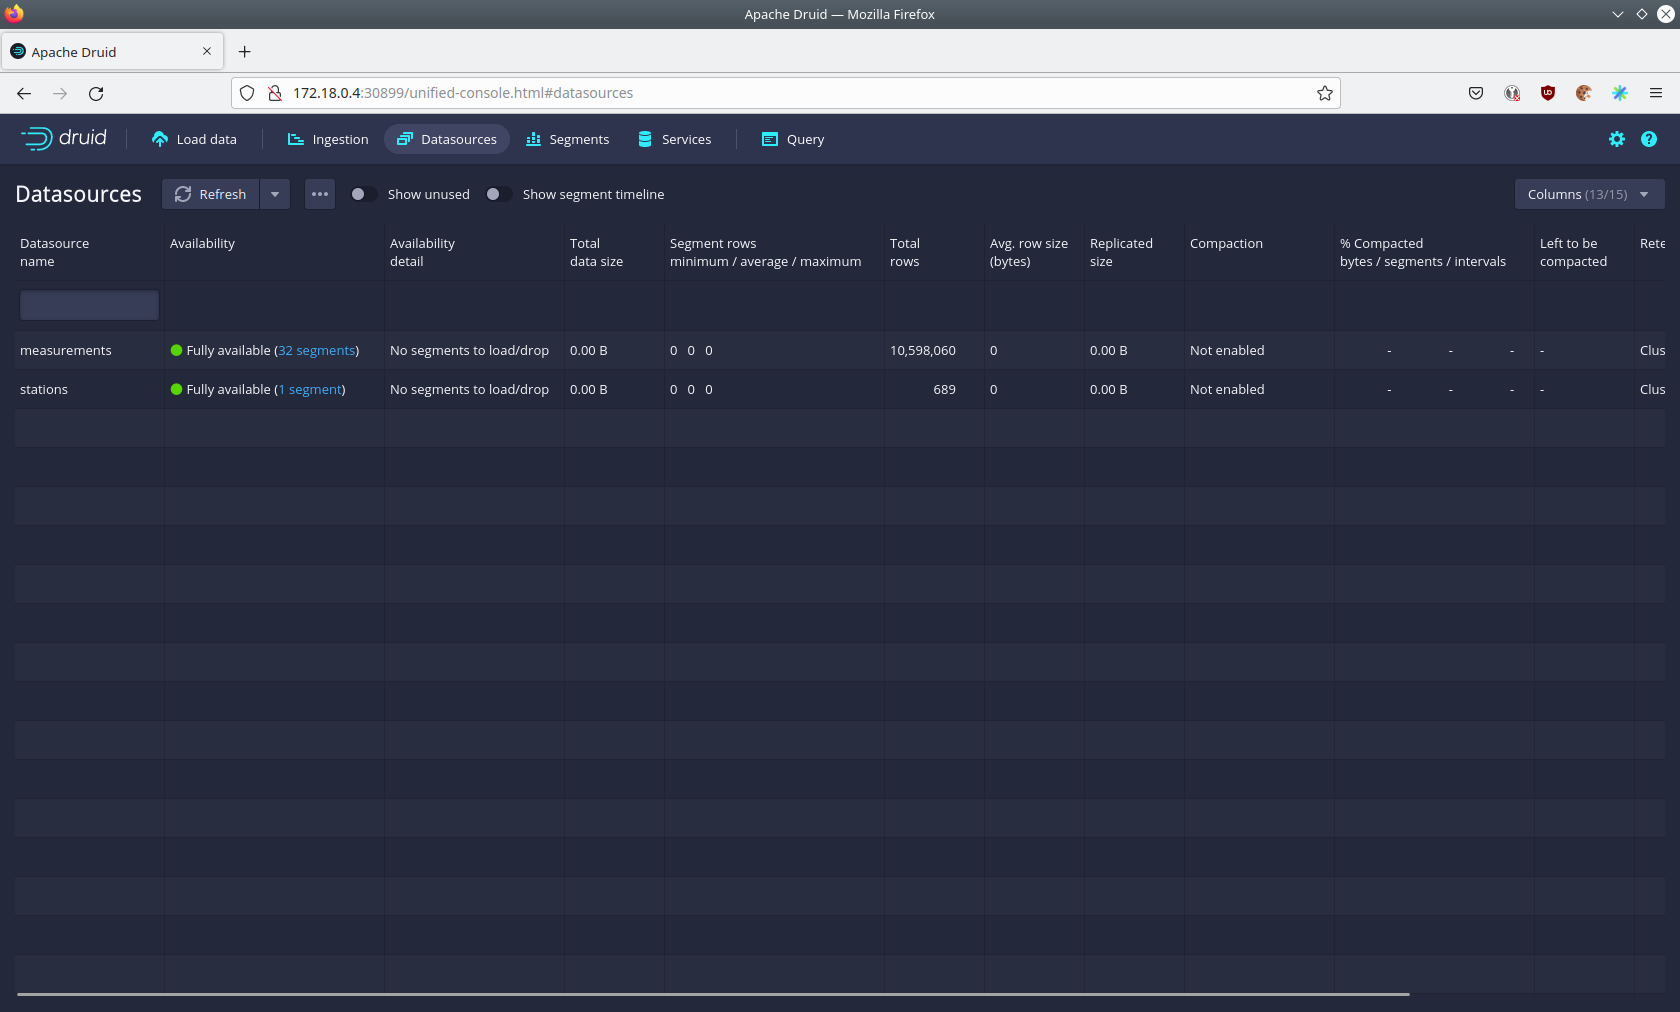 Apache Druid — Mozilla Firefox
Apache Druid
172.18.0.4:30899/unified-console.html#datasources
druid Load data Ingestion Datasources Segments Services Query
Datasources Refresh Show unused Show segment timeline Columns (13/15)
Datasource name Availability Availability detail Total data size Segment rows minimum / average / maximum Total rows Avg. row size (bytes) Replicated size Compaction % Compacted bytes / segments / intervals Left to be compacted Rete
measurements Fully available (32 segments) No segments to load/drop 0.00 B 0 0 0 10,598,060 0 0.00 B Not enabled - - - - Clus
stations Fully available (1 segment) No segments to load/drop 0.00 B 0 0 0 689 0 0.00 B Not enabled - - - - Clus